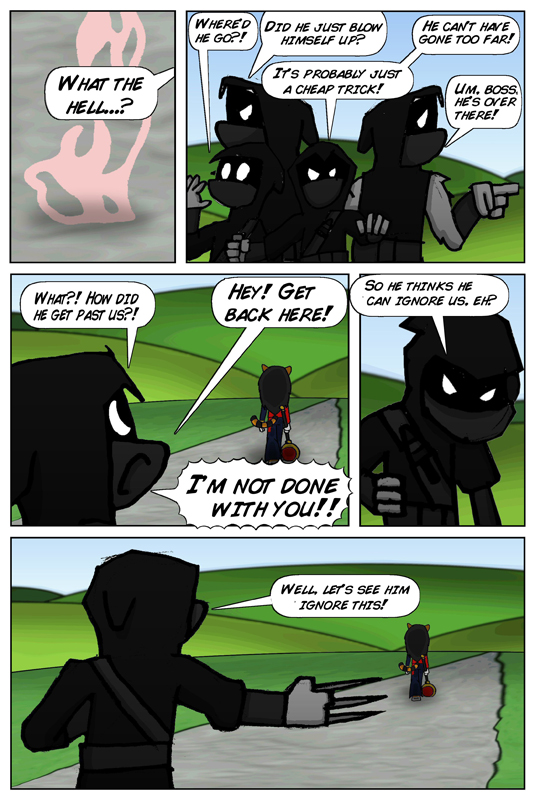 WHAT THE
HELL...?
WHERE'D
HE GO?!
DID HE JUST BLOW
HIMSELF UP?
HE CAN'T HAVE
GONE TOO FAR!
IT'S PROBABLY JUST
A CHEAP TRICK!
UM, BOSS.
HE'S OVER
THERE!
WHAT?! HOW DID
HE GET PAST
US?!
HEY! GET
BACK HERE!
I'M NOT DONE
WITH YOU!!
SO HE THINKS HE
CAN IGNORE US, EH?
WELL, LET'S SEE HIM
IGNORE THIS!